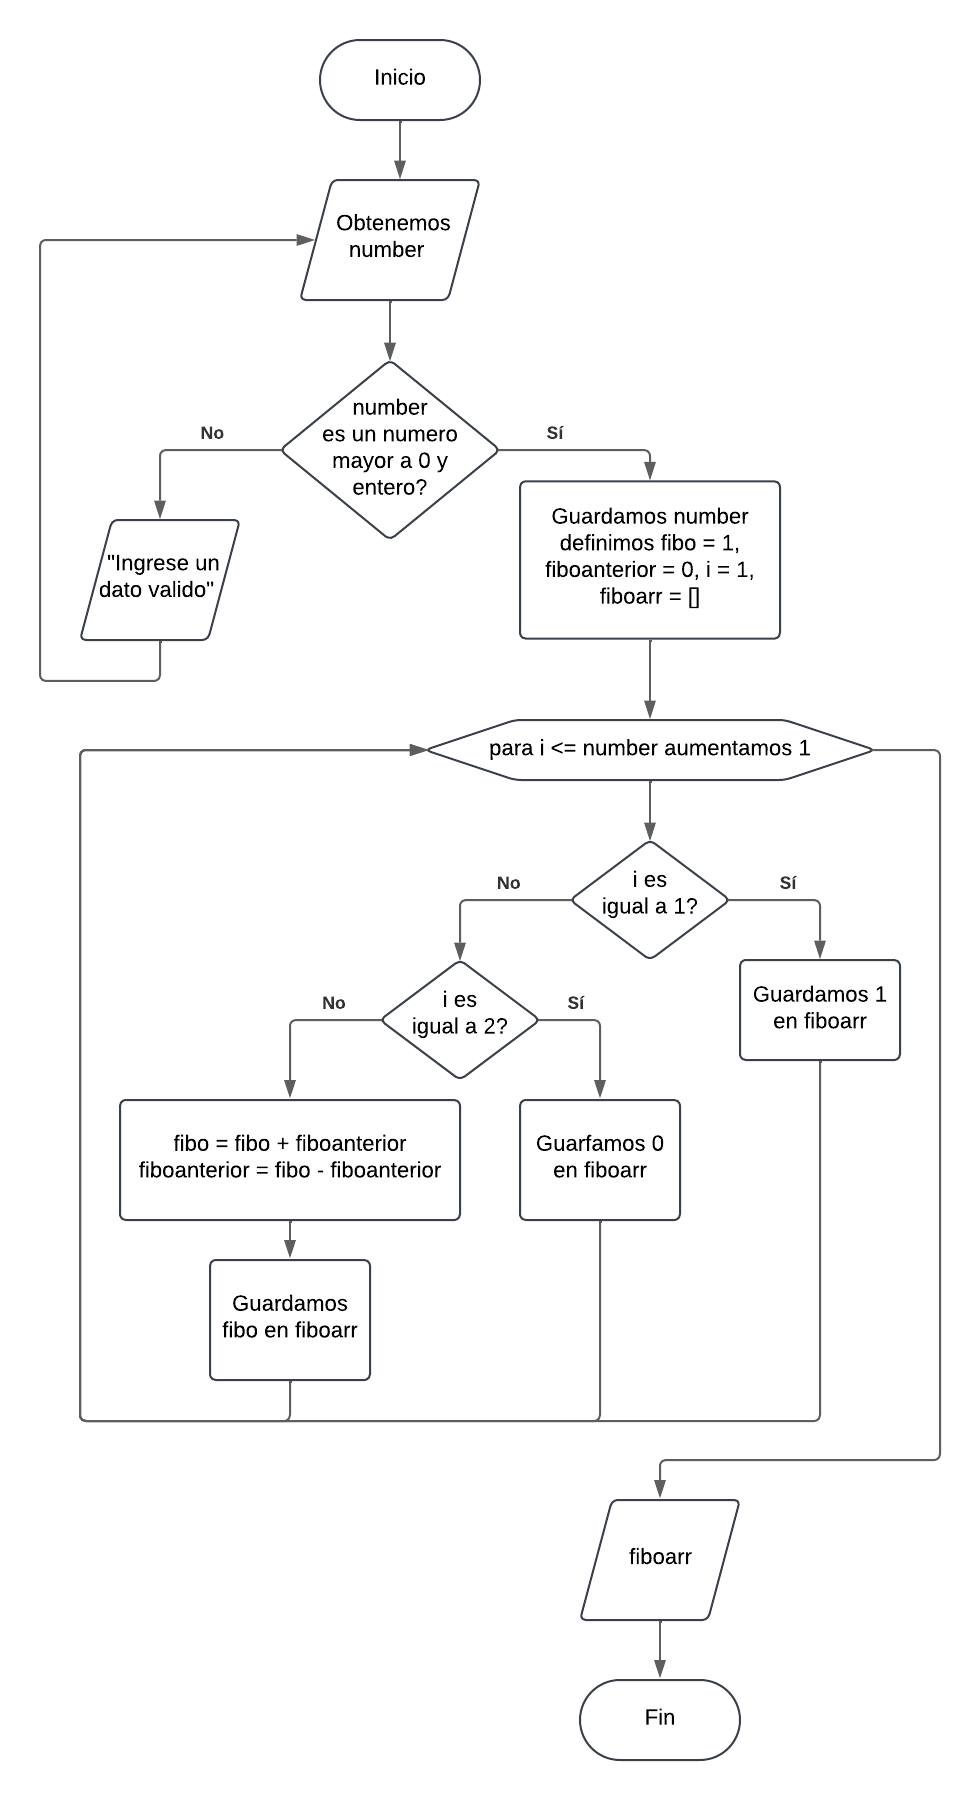 Inicio
Obtenemos
number
number
es un numero
mayor a 0 y
entero?
No
Sí
"Ingrese un
dato valido"
Guardamos number
definimos fibo = 1,
fiboanterior = 0, i = 1,
fiboarr = []
para i <= number aumentamos 1
i es
igual a 1?
No
Sí
i es
igual a 2?
Guardamos 1
en fiboarr
No
Sí
fibo = fibo + fiboanterior
fiboanterior = fibo - fiboanterior
Guarfamos 0
en fiboarr
Guardamos
fibo en fiboarr
fiboarr
Fin